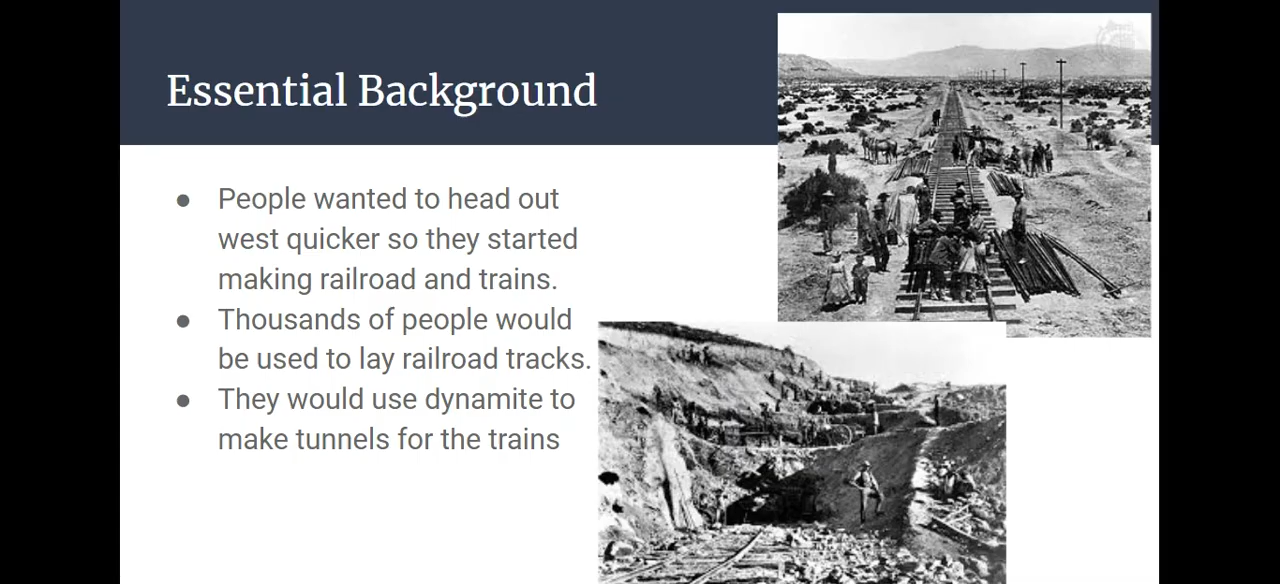 Essential Background
● People wanted to head out
west quicker so they started
making railroad and trains.
● Thousands of people would
be used to lay railroad tracks.
● They would use dynamite to
make tunnels for the trains